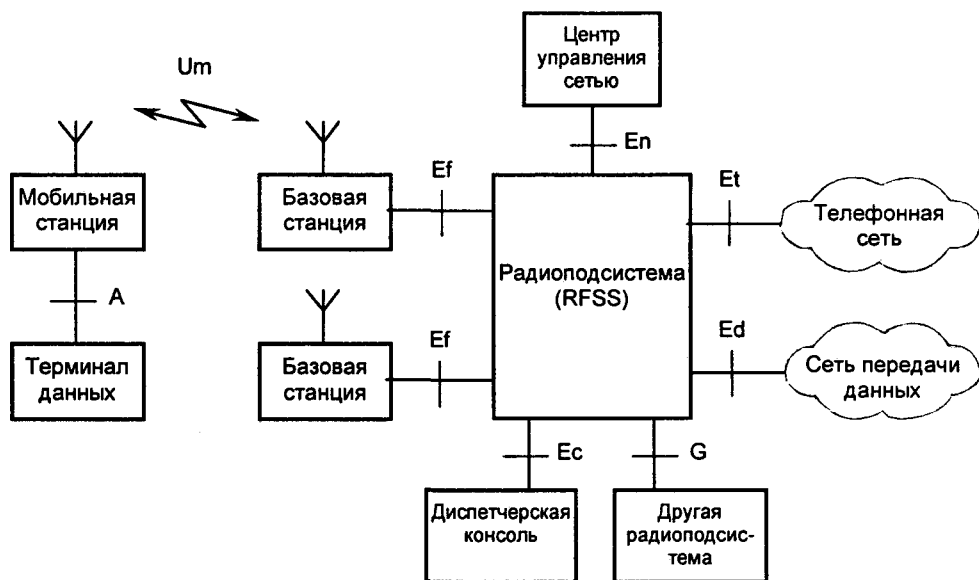 Центр
управления
сетью
Um
En
Мобильная
станция
Базовая
станция
Ef
Et
Телефонная
сеть
Радиоподсистема
(RFSS)
A
Терминал
данных
Базовая
станция
Ef
Ed
Сеть передачи
данных
Ec
G
Диспетчерская
консоль
Другая
радиоподсис-
тема